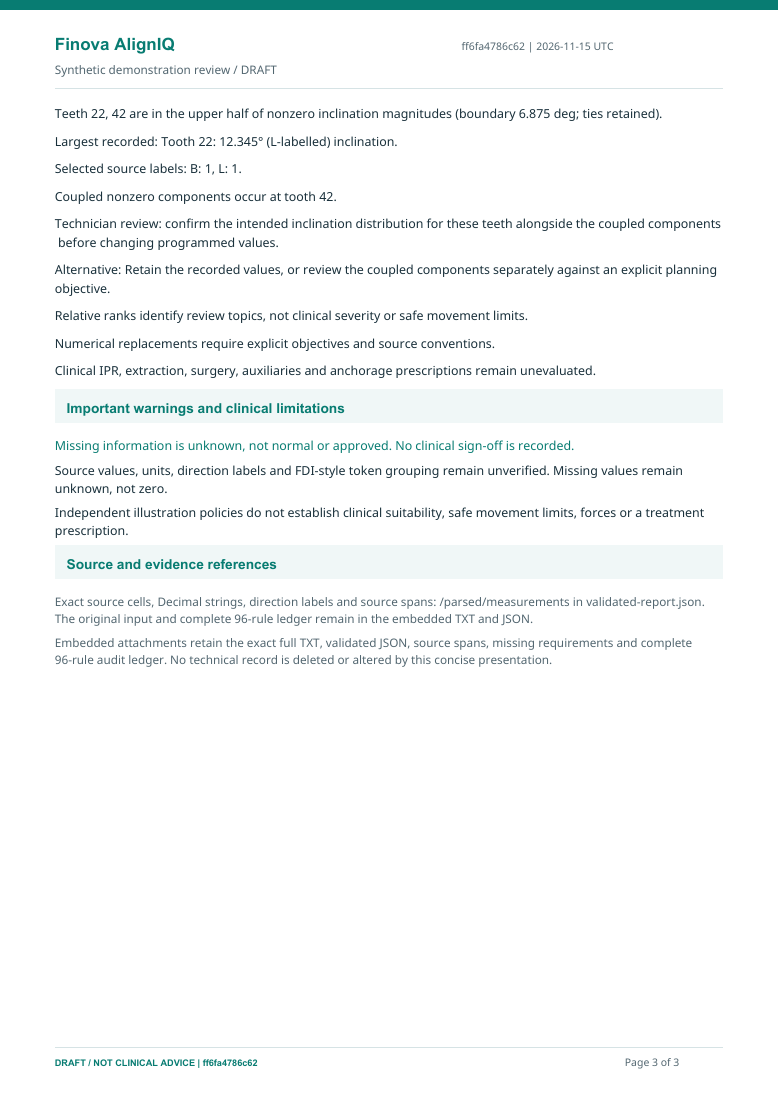 Finova AlignIQ
ff6fa4786c62 | 2026-11-15 UTC
Synthetic demonstration review / DRAFT
Teeth 22, 42 are in the upper half of nonzero inclination magnitudes (boundary 6.875 deg; ties retained).
Largest recorded: Tooth 22: 12.345° (L-labelled) inclination.
Selected source labels: B: 1, L: 1.
Coupled nonzero components occur at tooth 42.
Technician review: confirm the intended inclination distribution for these teeth alongside the coupled components
before changing programmed values.
Alternative: Retain the recorded values, or review the coupled components separately against an explicit planning
objective.
Relative ranks identify review topics, not clinical severity or safe movement limits.
Numerical replacements require explicit objectives and source conventions.
Clinical IPR, extraction, surgery, auxiliaries and anchorage prescriptions remain unevaluated.
Important warnings and clinical limitations
Missing information is unknown, not normal or approved. No clinical sign-off is recorded.
Source values, units, direction labels and FDI-style token grouping remain unverified. Missing values remain
unknown, not zero.
Independent illustration policies do not establish clinical suitability, safe movement limits, forces or a treatment
prescription.
Source and evidence references
Exact source cells, Decimal strings, direction labels and source spans: /parsed/measurements in validated-report.json.
The original input and complete 96-rule ledger remain in the embedded TXT and JSON.
Embedded attachments retain the exact full TXT, validated JSON, source spans, missing requirements and complete
96-rule audit ledger. No technical record is deleted or altered by this concise presentation.
DRAFT / NOT CLINICAL ADVICE | ff6fa4786c62
Page 3 of 3